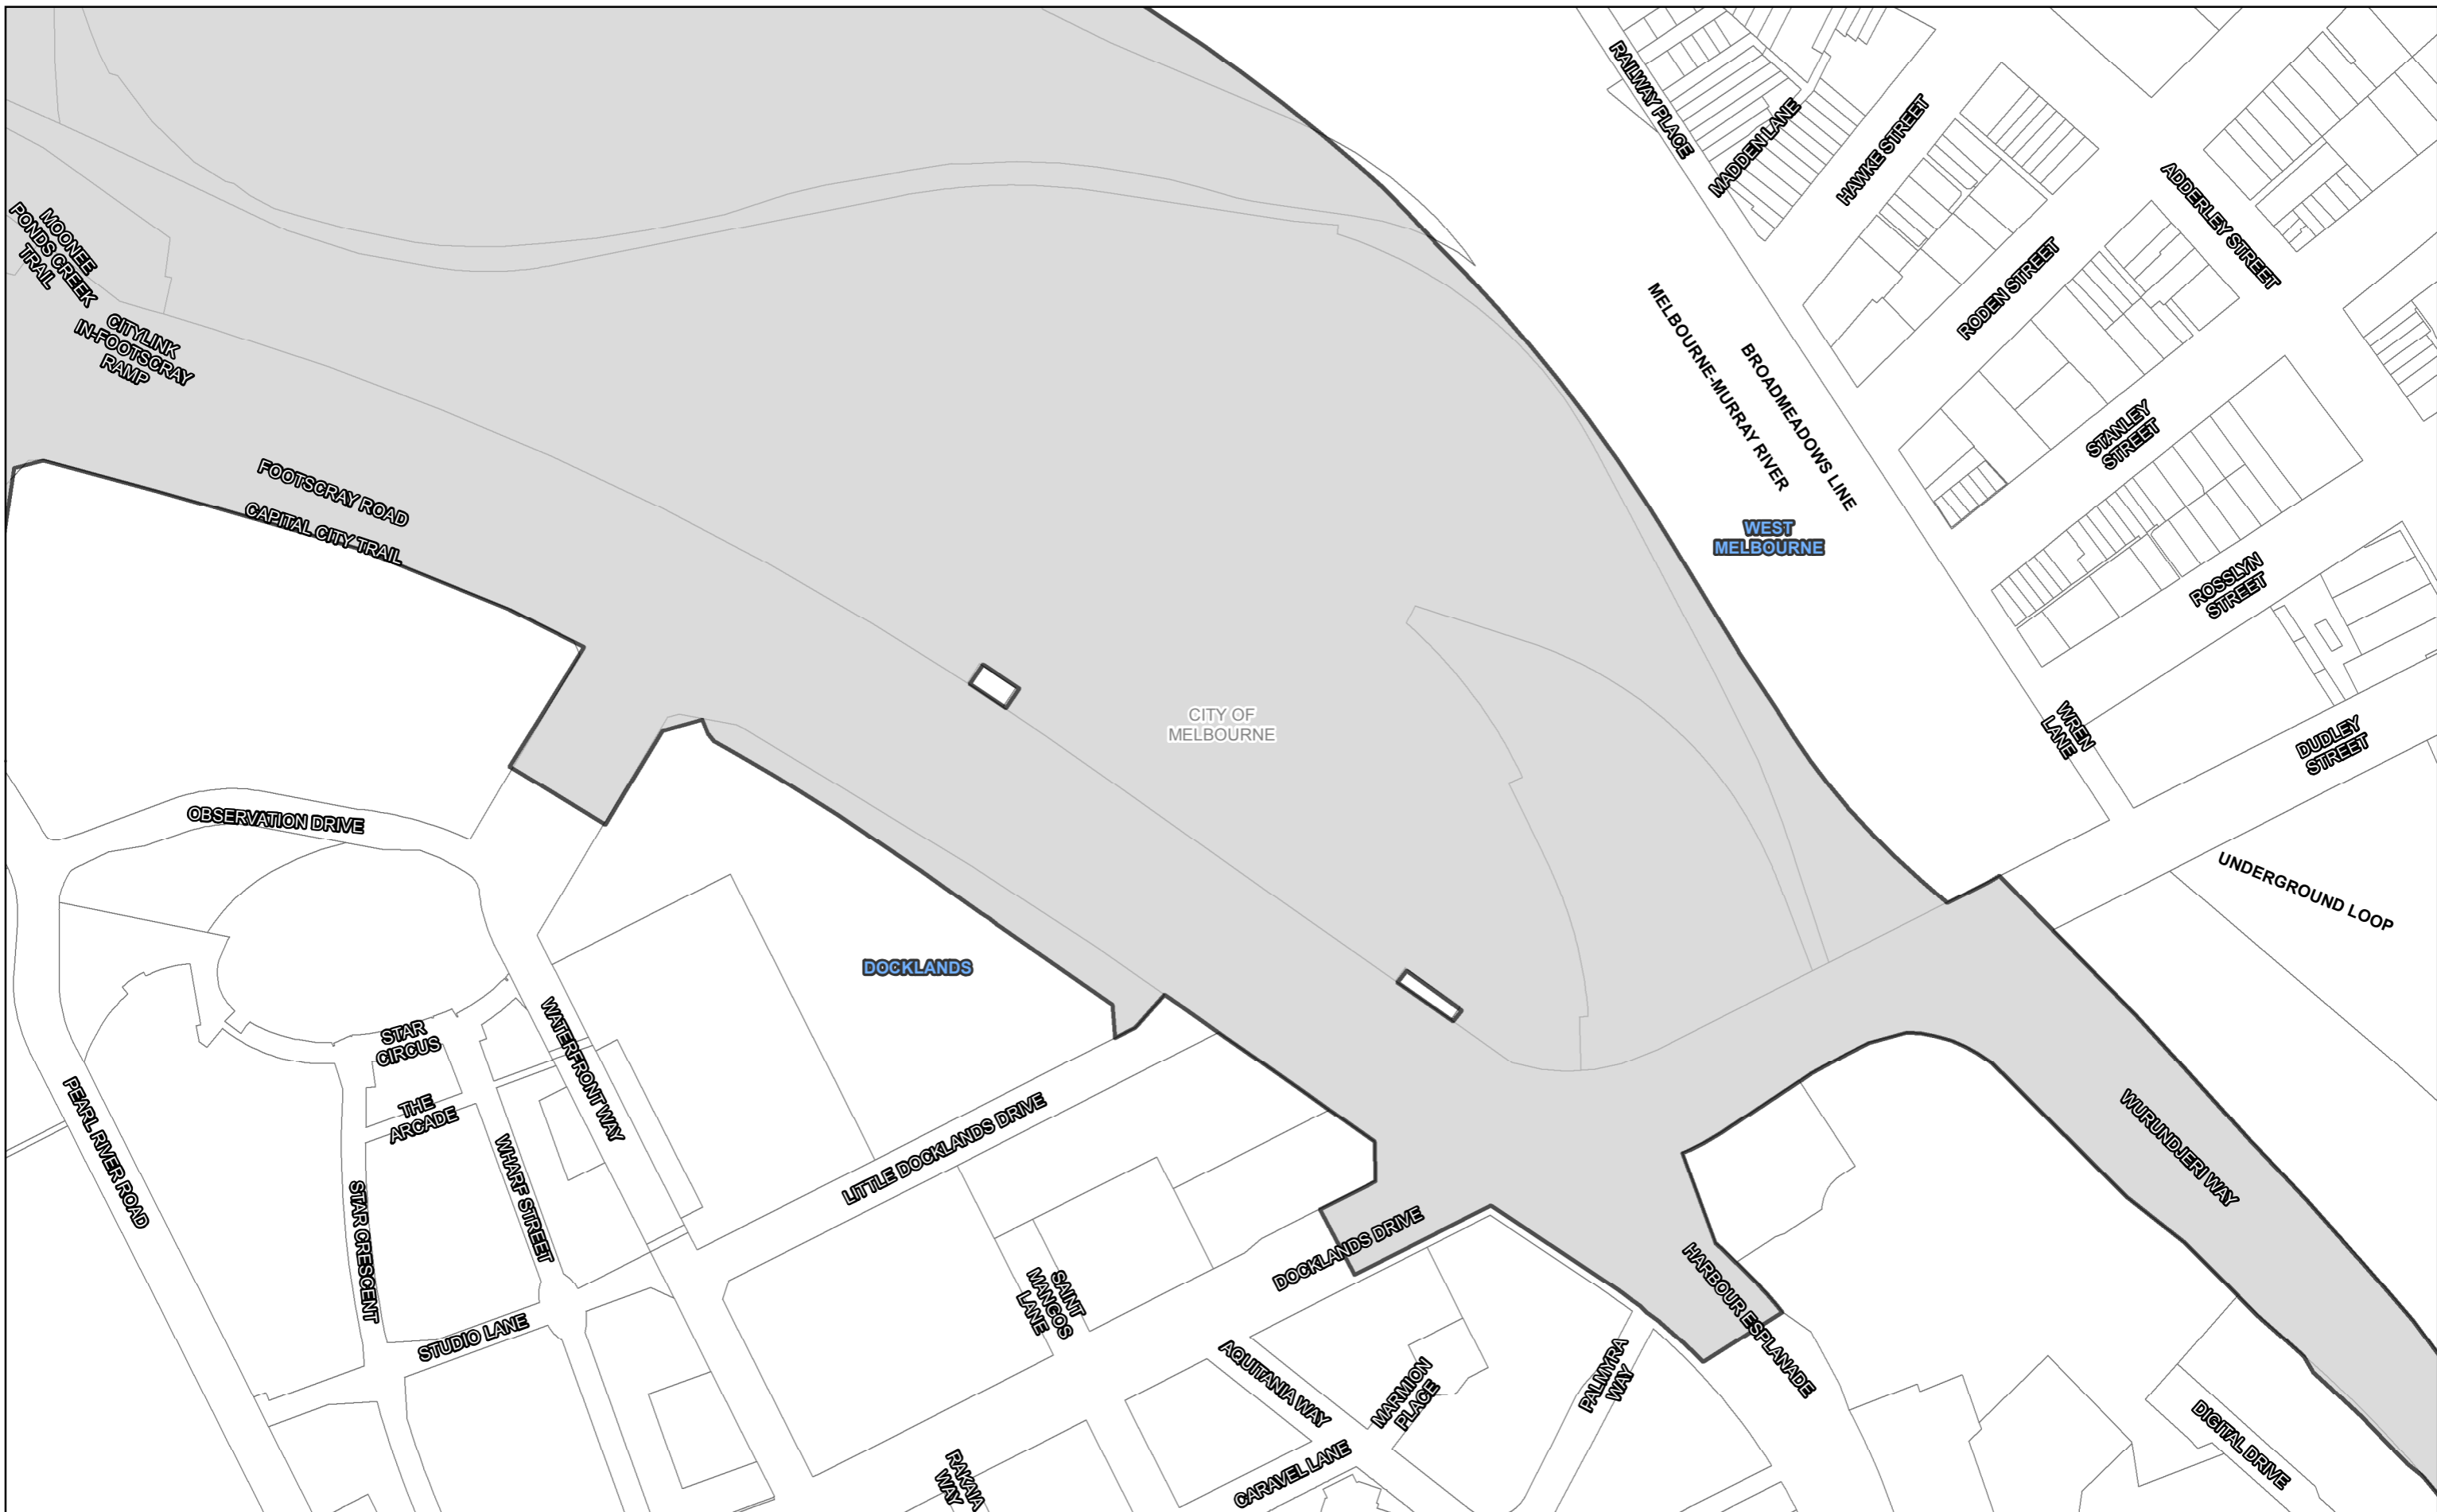 RAILWAY PLACE
MADDEN LANE
HAWKE STREET
ADDERLEY STREET
MOONEE
PONDS CREEK
TRAIL
RODEN STREET
CITYLINK
IN-FOOTSCRAY
RAMP
MELBOURNE-MURRAY RIVER
BROADMEADOWS LINE
STANLEY
STREET
FOOTSCRAY ROAD
CAPITAL CITY TRAIL
WEST
MELBOURNE
ROSSLYN
STREET
CITY OF
MELBOURNE
WREN
LANE
DUDLEY
STREET
OBSERVATION DRIVE
UNDERGROUND LOOP
DOCKLANDS
STAR
CIRCUS
WATERFRONT WAY
THE
ARCADE
PEARL RIVER ROAD
WHARF STREET
LITTLE DOCKLANDS DRIVE
WURUNDJERI WAY
STAR CRESCENT
DOCKLANDS DRIVE
HARBOUR ESPLANADE
SAINT
MANGOS
LANE
STUDIO LANE
AQUITANIA WAY
MARMION
PLACE
PALMYRA
WAY
DIGITAL DRIVE
RAKAIA
WAY
CARAVEL LANE